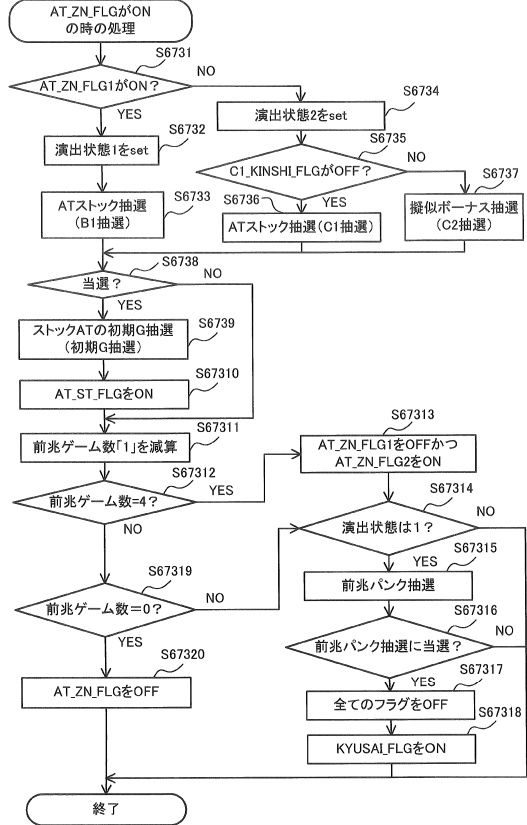 AT_ZN_FLGがON
の時の処理
S6731
AT_ZN_FLG1がON？
NO
YES
S6732
演出状態1をset
S6733
ATストック抽選
(B1抽選)
S6734
演出状態2をset
S6735
C1_KINSHI_FLGがOFF？
NO
YES
S6736
ATストック抽選(C1抽選)
S6737
擬似ボーナス抽選
(C2抽選)
S6738
当選？
NO
YES
S6739
ストックATの初期G抽選
(初期G抽選)
S67310
AT_ST_FLGをON
S67311
前兆ゲーム数「1」を減算
S67312
前兆ゲーム数=4？
YES
NO
S67313
AT_ZN_FLG1をOFFかつ
AT_ZN_FLG2をON
S67314
演出状態は1？
NO
YES
S67315
前兆パンク抽選
S67316
前兆パンク抽選に当選？
NO
YES
S67317
全てのフラグをOFF
S67318
KYUSAI_FLGをON
S67319
前兆ゲーム数＝0？
NO
YES
S67320
AT_ZN_FLGをOFF
終了